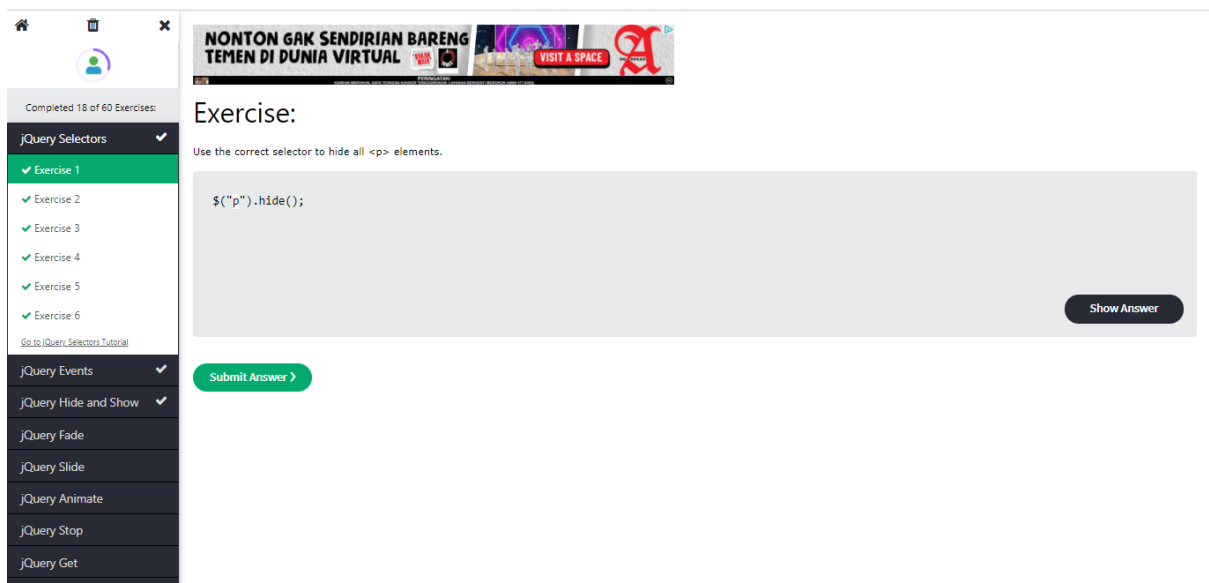 Completed 18 of 60 Exercises:
jQuery Selectors
Exercise 1
Exercise 2
Exercise 3
Exercise 4
Exercise 5
Exercise 6
Go to jQuery Selectors Tutorial
jQuery Events
jQuery Hide and Show
jQuery Fade
jQuery Slide
jQuery Animate
jQuery Stop
jQuery Get
NONTON GAK SENDIRIAN BARENG
TEMEN DI DUNIA VIRTUAL
VISIT A SPACE
PERINGATAN:
Exercise:
Use the correct selector to hide all <p> elements.
$("p").hide();
Show Answer
Submit Answer ❯